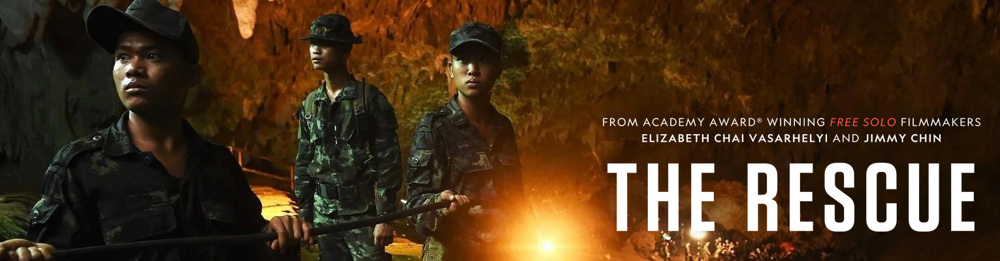 FROM ACADEMY AWARD® WINNING FREE SOLO FILMMAKERS
ELIZABETH CHAI VASARHELYI AND JIMMY CHIN
THE RESCUE